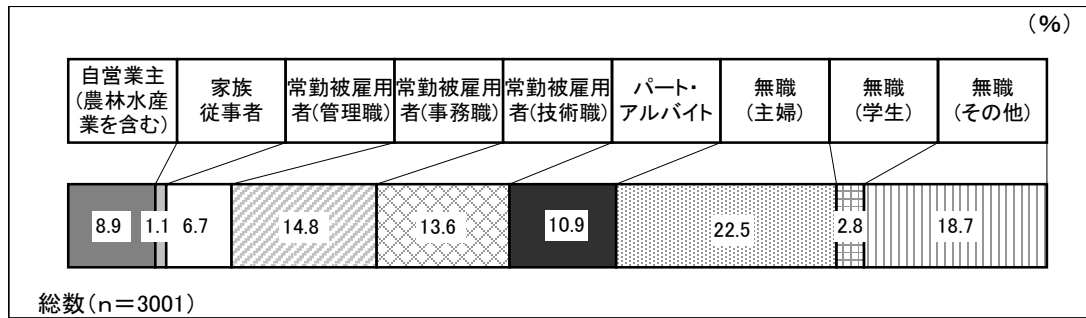 (%)
自営業主
(農林水産
業を含む)
家族
従事者
常勤被雇用
者(管理職)
常勤被雇用
者(事務職)
常勤被雇用
者(技術職)
パート・
アルバイト
無職
(主婦)
無職
(学生)
無職
(その他)
8.9
1.1
6.7
14.8
13.6
10.9
22.5
2.8
18.7
総数(n=3001)